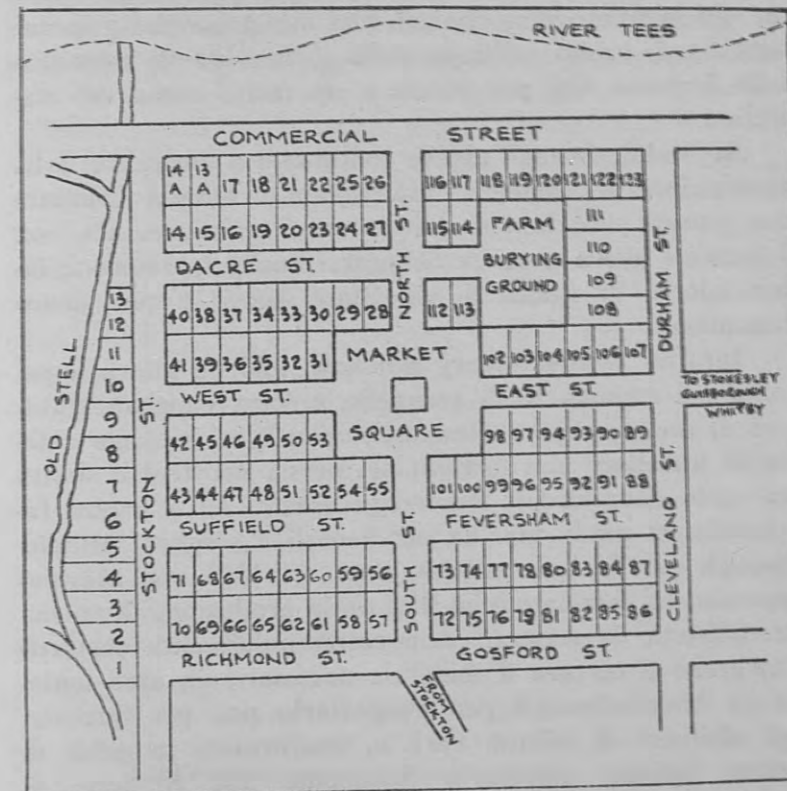 RIVER TEES
COMMERCIAL STREET
14 A 13 A 17 18 21 22 25 26 116 117 118 119 120 121 122 123
14 15 16 19 20 23 24 27 115 114 FARM 111
BURYING 110
DACRE ST. GROUND 109
NORTH ST.
108
DURHAM ST.
13
12 40 38 37 34 33 30 29 28 112 113
11 41 39 36 35 32 31 MARKET 102 103 104 105 106 107
10 WEST ST. EAST ST.
TO STOKESLEY
GUISBOROUGH
WHITBY
OLD STELL
STOCKTON ST.
9 42 45 46 49 50 53 SQUARE 98 97 94 93 90 89
8
7 43 44 47 48 51 52 54 55 101 100 99 96 95 92 91 88
6 SUFFIELD ST. FEVERSHAM ST.
SOUTH ST.
CLEVELAND ST.
5
4 71 68 67 64 63 60 59 56 73 74 77 78 80 83 84 87
3 70 69 66 65 62 61 58 57 72 75 76 79 81 82 85 86
2
1 RICHMOND ST. GOSFORD ST.
FROM
STOCKTON